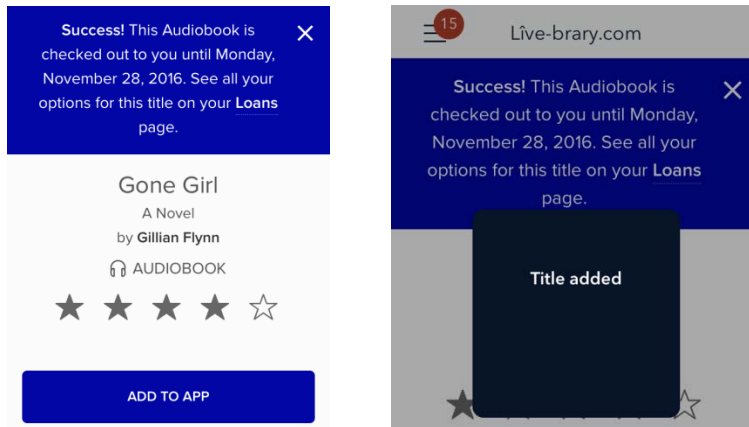 Success! This Audiobook is
checked out to you until Monday,
November 28, 2016. See all your
options for this title on your Loans
page.
Gone Girl
A Novel
by Gillian Flynn
AUDIOBOOK
ADD TO APP
15
Lîve-brary.com
Success! This Audiobook is
checked out to you until Monday,
November 28, 2016. See all your
options for this title on your Loans
page.
Title added